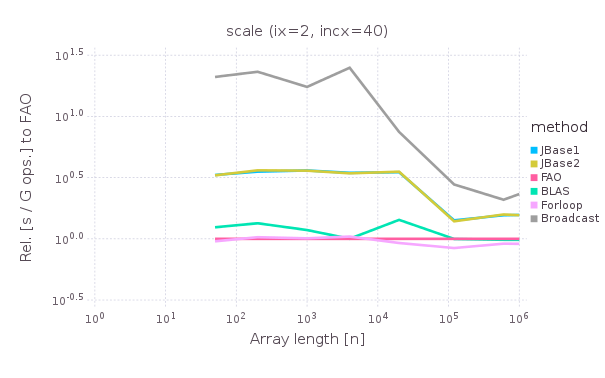 scale (ix=2, incx=40)
Rel. [s / G ops.] to FAO
10^1.5
10^1.0
10^0.5
10^0.0
10^-0.5
10^0 10^1 10^2 10^3 10^4 10^5 10^6
Array length [n]
method
JBase1
JBase2
FAO
BLAS
Forloop
Broadcast